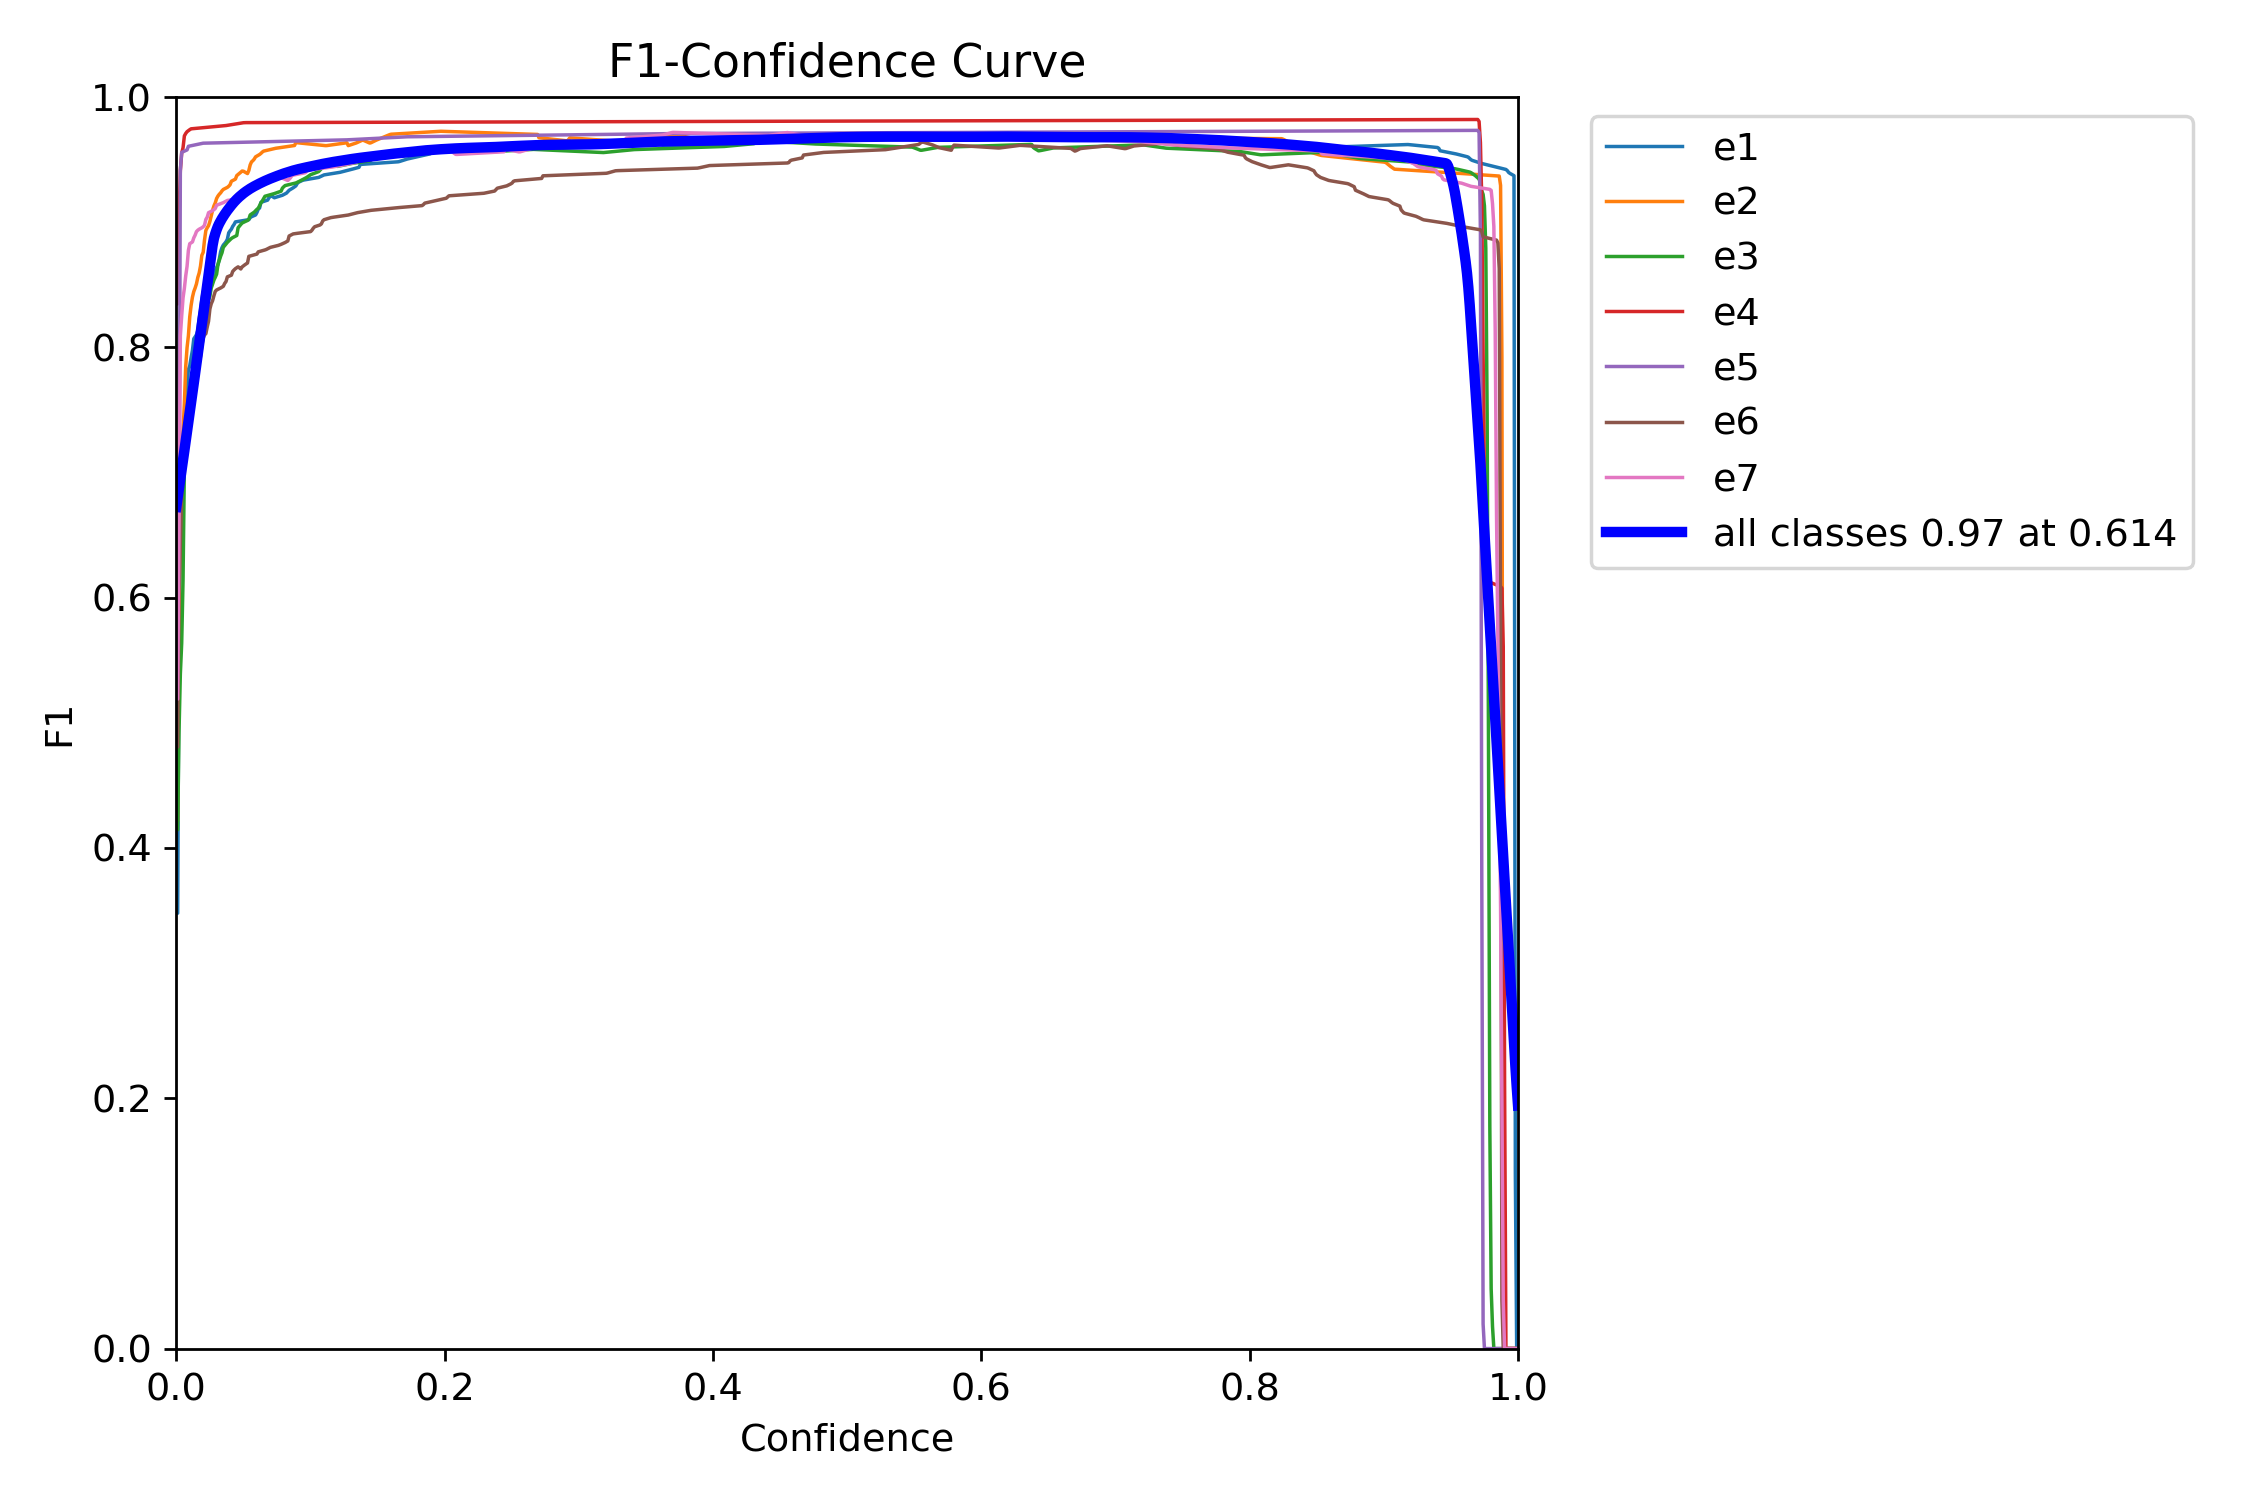 F1-Confidence Curve
1.0
0.8
0.6
0.4
0.2
0.0
F1
0.0 0.2 0.4 0.6 0.8 1.0
Confidence
e1
e2
e3
e4
e5
e6
e7
all classes 0.97 at 0.614